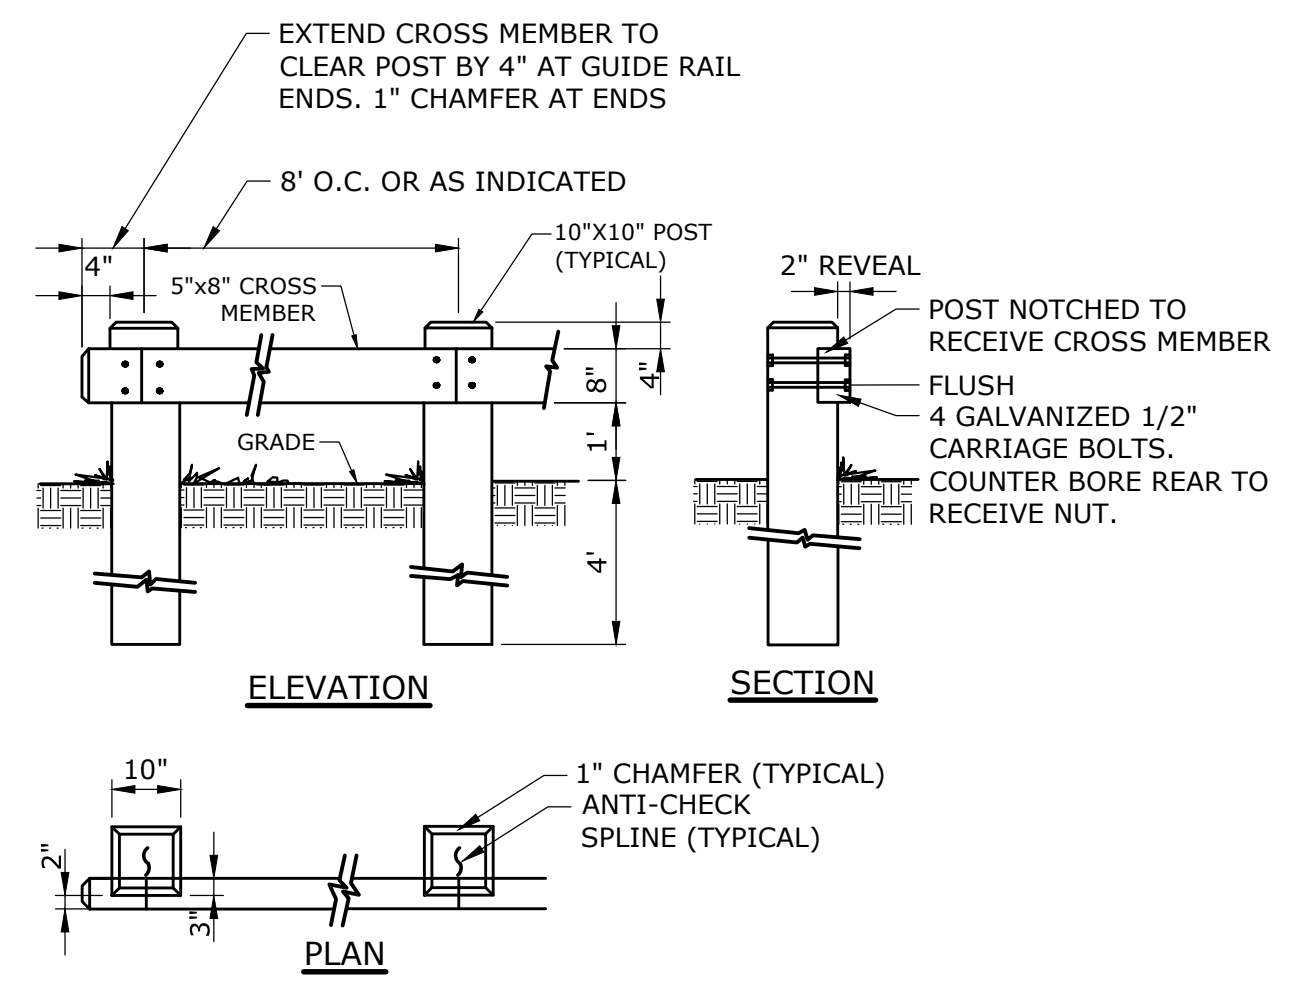 EXTEND CROSS MEMBER TO
CLEAR POST BY 4" AT GUIDE RAIL
ENDS. 1" CHAMFER AT ENDS
8' O.C. OR AS INDICATED
10"X10" POST
(TYPICAL)
4"
5"x8" CROSS
MEMBER
8"
4"
1'
GRADE
4'
ELEVATION
2" REVEAL
POST NOTCHED TO
RECEIVE CROSS MEMBER
FLUSH
4 GALVANIZED 1/2"
CARRIAGE BOLTS.
COUNTER BORE REAR TO
RECEIVE NUT.
SECTION
10"
1" CHAMFER (TYPICAL)
ANTI-CHECK
SPLINE (TYPICAL)
2"
3"
PLAN